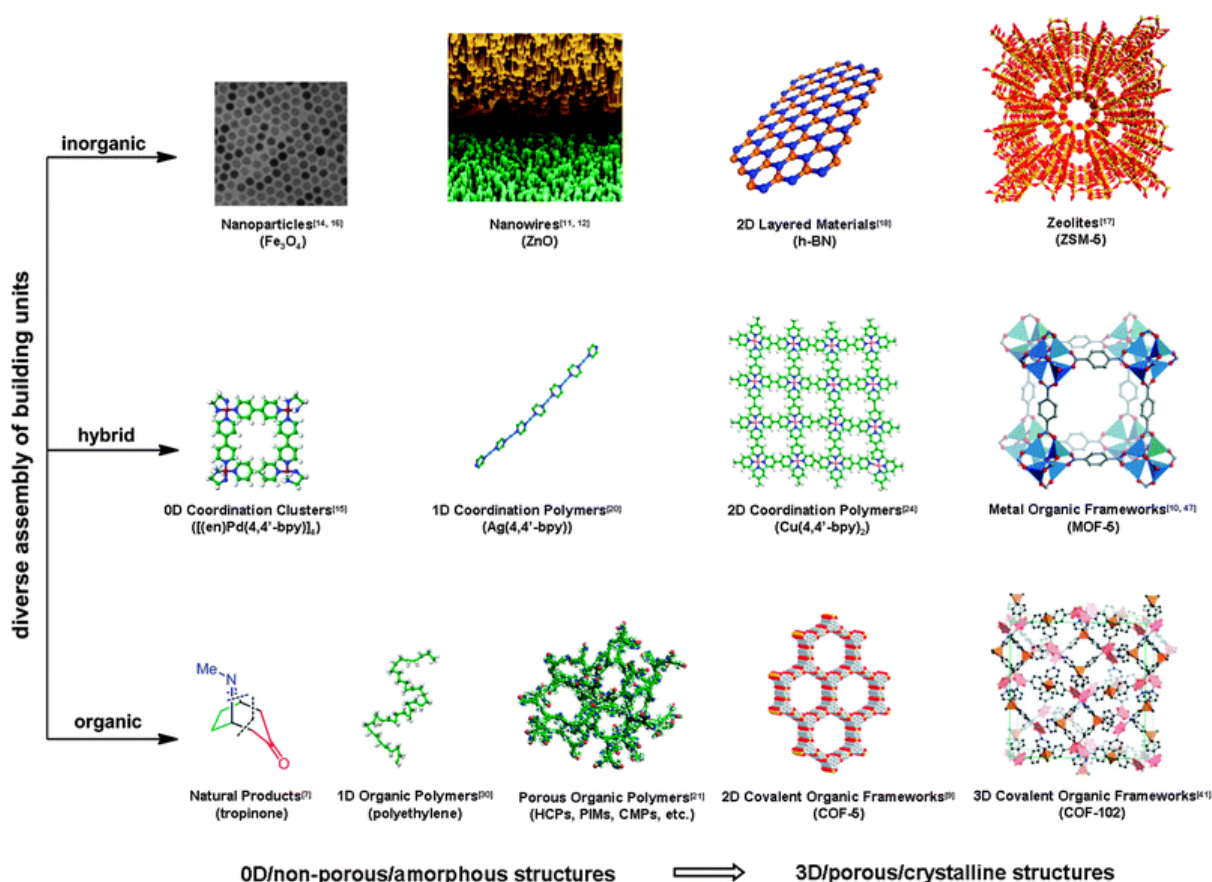 diverse assembly of building units
inorganic
Nanoparticles[14, 16]
(Fe3O4)
Nanowires[11, 12]
(ZnO)
2D Layered Materials[18]
(h-BN)
Zeolites[17]
(ZSM-5)
hybrid
0D Coordination Clusters[15]
([(en)Pd(4,4'-bpy)]4)
1D Coordination Polymers[20]
(Ag(4,4'-bpy))
2D Coordination Polymers[24]
(Cu(4,4'-bpy)2)
Metal Organic Frameworks[10, 47]
(MOF-5)
organic
Me
N
O
Natural Products[7]
(tropinone)
1D Organic Polymers[30]
(polyethylene)
Porous Organic Polymers[21]
(HCPs, PIMs, CMPs, etc.)
2D Covalent Organic Frameworks[9]
(COF-5)
3D Covalent Organic Frameworks[41]
(COF-102)
0D/non-porous/amorphous structures
3D/porous/crystalline structures